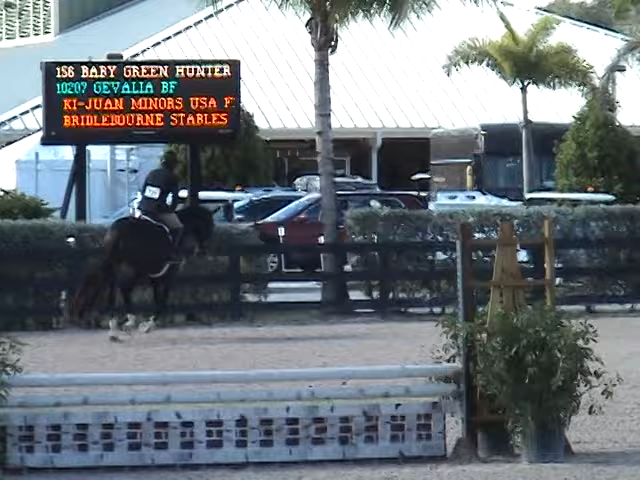 156 BABY GREEN HUNTER
10207 GEVALIA BF
KI-JUAN MINORS USA F
BRIDLEBOURNE STABLES